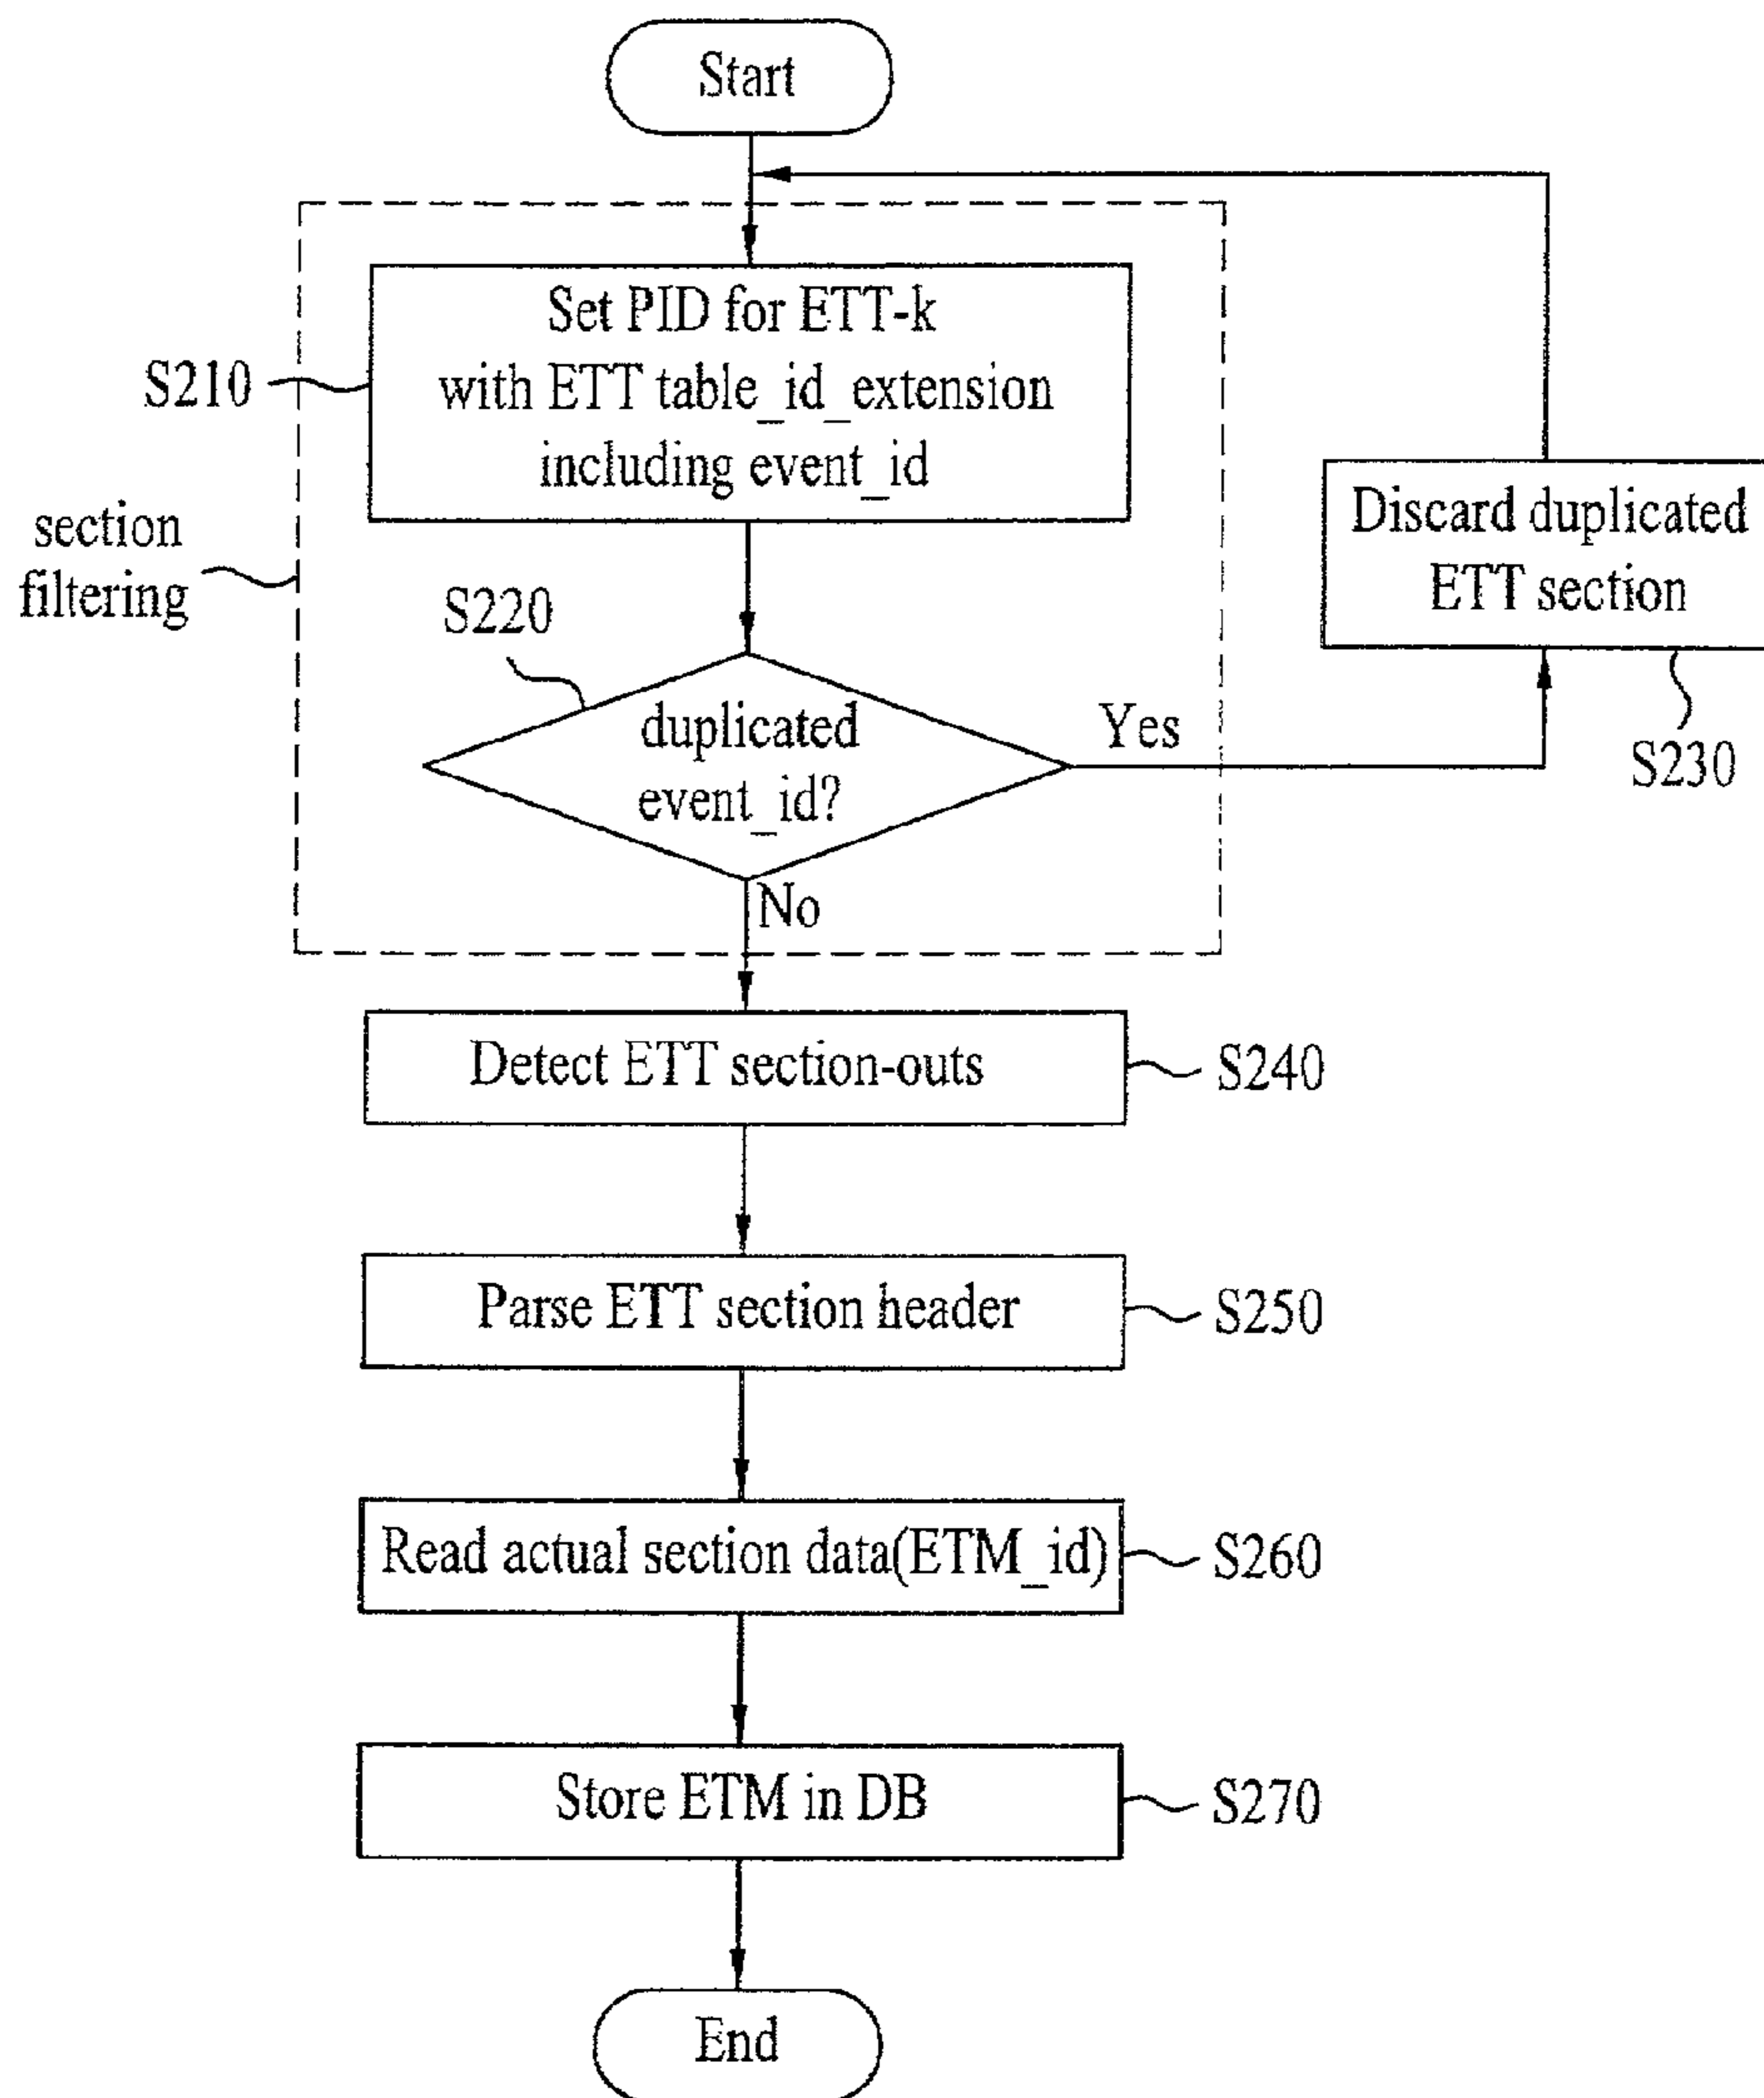 Start
Set PID for ETT-k
with ETT table_id_extension
including event_id
S210
section
filtering
Discard duplicated
ETT section
S230
S220
duplicated
event_id?
Yes
No
Detect ETT section-outs
S240
Parse ETT section header
S250
Read actual section data(ETM_id)
S260
Store ETM in DB
S270
End